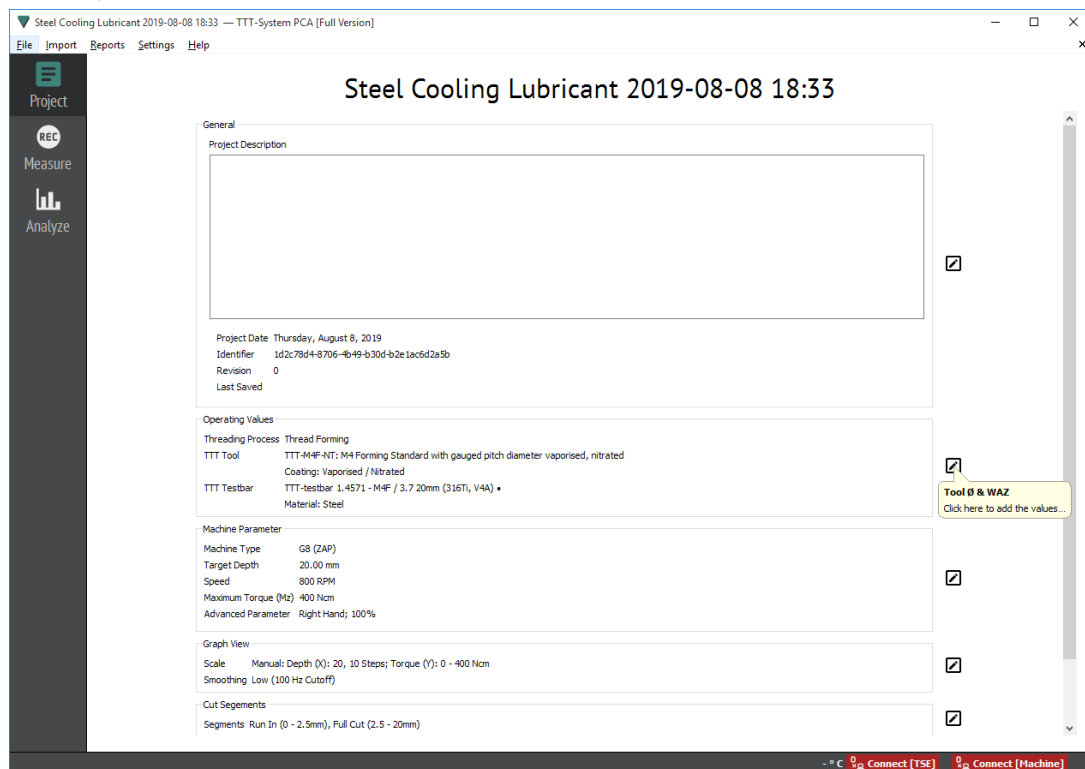 Steel Cooling Lubricant 2019-08-08 18:33 — TTT-System PCA [Full Version]
File Import Reports Settings Help
Project
REC
Measure
Analyze
Steel Cooling Lubricant 2019-08-08 18:33
General
Project Description
Project Date Thursday, August 8, 2019
Identifier 1d2c78d4-8706-4b49-b30d-b2e1ac6d2a5b
Revision 0
Last Saved
Operating Values
Threading Process Thread Forming
TTT Tool TTT-M4F-NT: M4 Forming Standard with gauged pitch diameter vaporised, nitrated
Coating: Vaporised / Nitrated
TTT Testbar TTT-testbar 1.4571 - M4F / 3.7 20mm (316Ti, V4A) •
Material: Steel
Tool Ø & WAZ
Click here to add the values...
Machine Parameter
Machine Type G8 (ZAP)
Target Depth 20.00 mm
Speed 800 RPM
Maximum Torque (Mz) 400 Ncm
Advanced Parameter Right Hand; 100%
Graph View
Scale Manual: Depth (X): 20, 10 Steps; Torque (Y): 0 - 400 Ncm
Smoothing Low (100 Hz Cutoff)
Cut Segements
Segments Run In (0 - 2.5mm), Full Cut (2.5 - 20mm)
- ° C Connect [TSE] Connect [Machine]